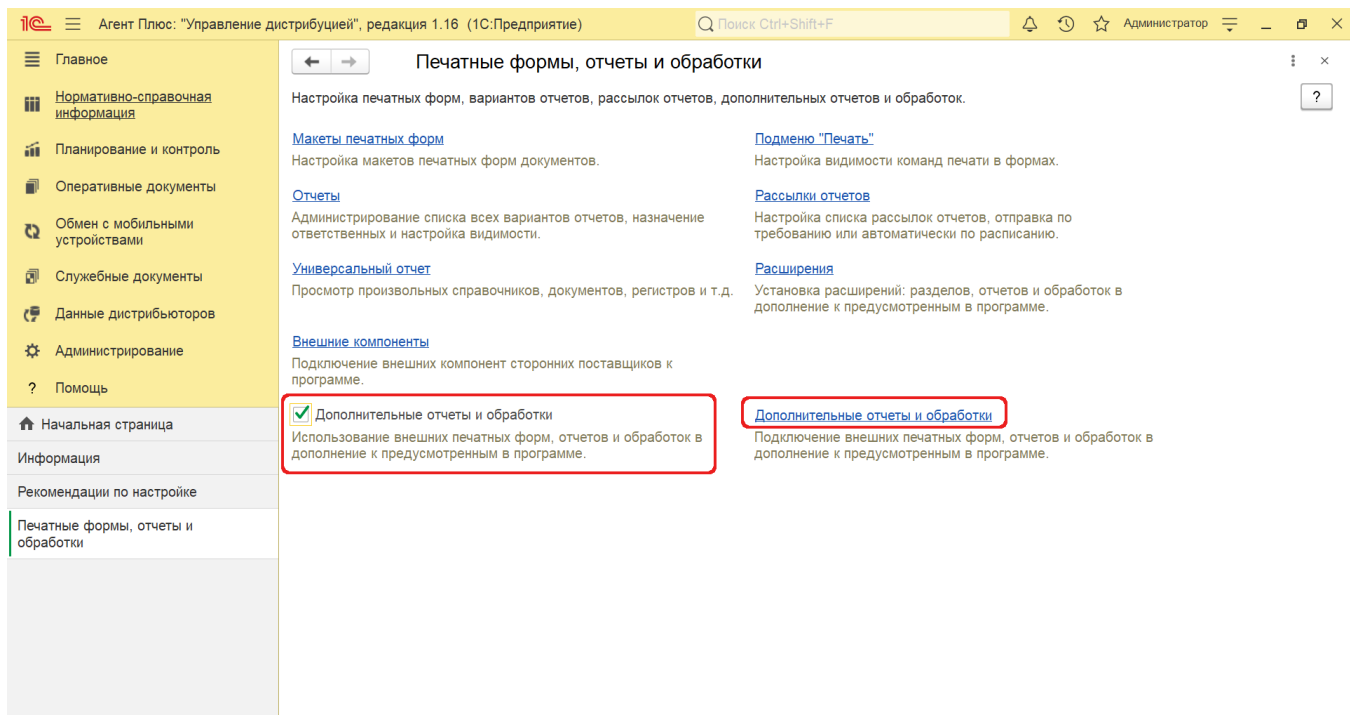 1С Агент Плюс: "Управление дистрибуцией", редакция 1.16 (1С:Предприятие)
Поиск Ctrl+Shift+F
Администратор
Главное
Нормативно-справочная
информация
Планирование и контроль
Оперативные документы
Обмен с мобильными
устройствами
Служебные документы
Данные дистрибьюторов
Администрирование
? Помощь
Начальная страница
Информация
Рекомендации по настройке
Печатные формы, отчеты и
обработки
Печатные формы, отчеты и обработки
Настройка печатных форм, вариантов отчетов, рассылок отчетов, дополнительных отчетов и обработок.
?
Макеты печатных форм
Настройка макетов печатных форм документов.
Подменю "Печать"
Настройка видимости команд печати в формах.
Отчеты
Администрирование списка всех вариантов отчетов, назначение
ответственных и настройка видимости.
Рассылки отчетов
Настройка списка рассылок отчетов, отправка по
требованию или автоматически по расписанию.
Универсальный отчет
Просмотр произвольных справочников, документов, регистров и т.д.
Расширения
Установка расширений: разделов, отчетов и обработок в
дополнение к предусмотренным в программе.
Внешние компоненты
Подключение внешних компонент сторонних поставщиков к
программе.
Дополнительные отчеты и обработки
Использование внешних печатных форм, отчетов и обработок в
дополнение к предусмотренным в программе.
Дополнительные отчеты и обработки
Подключение внешних печатных форм, отчетов и обработок в
дополнение к предусмотренным в программе.